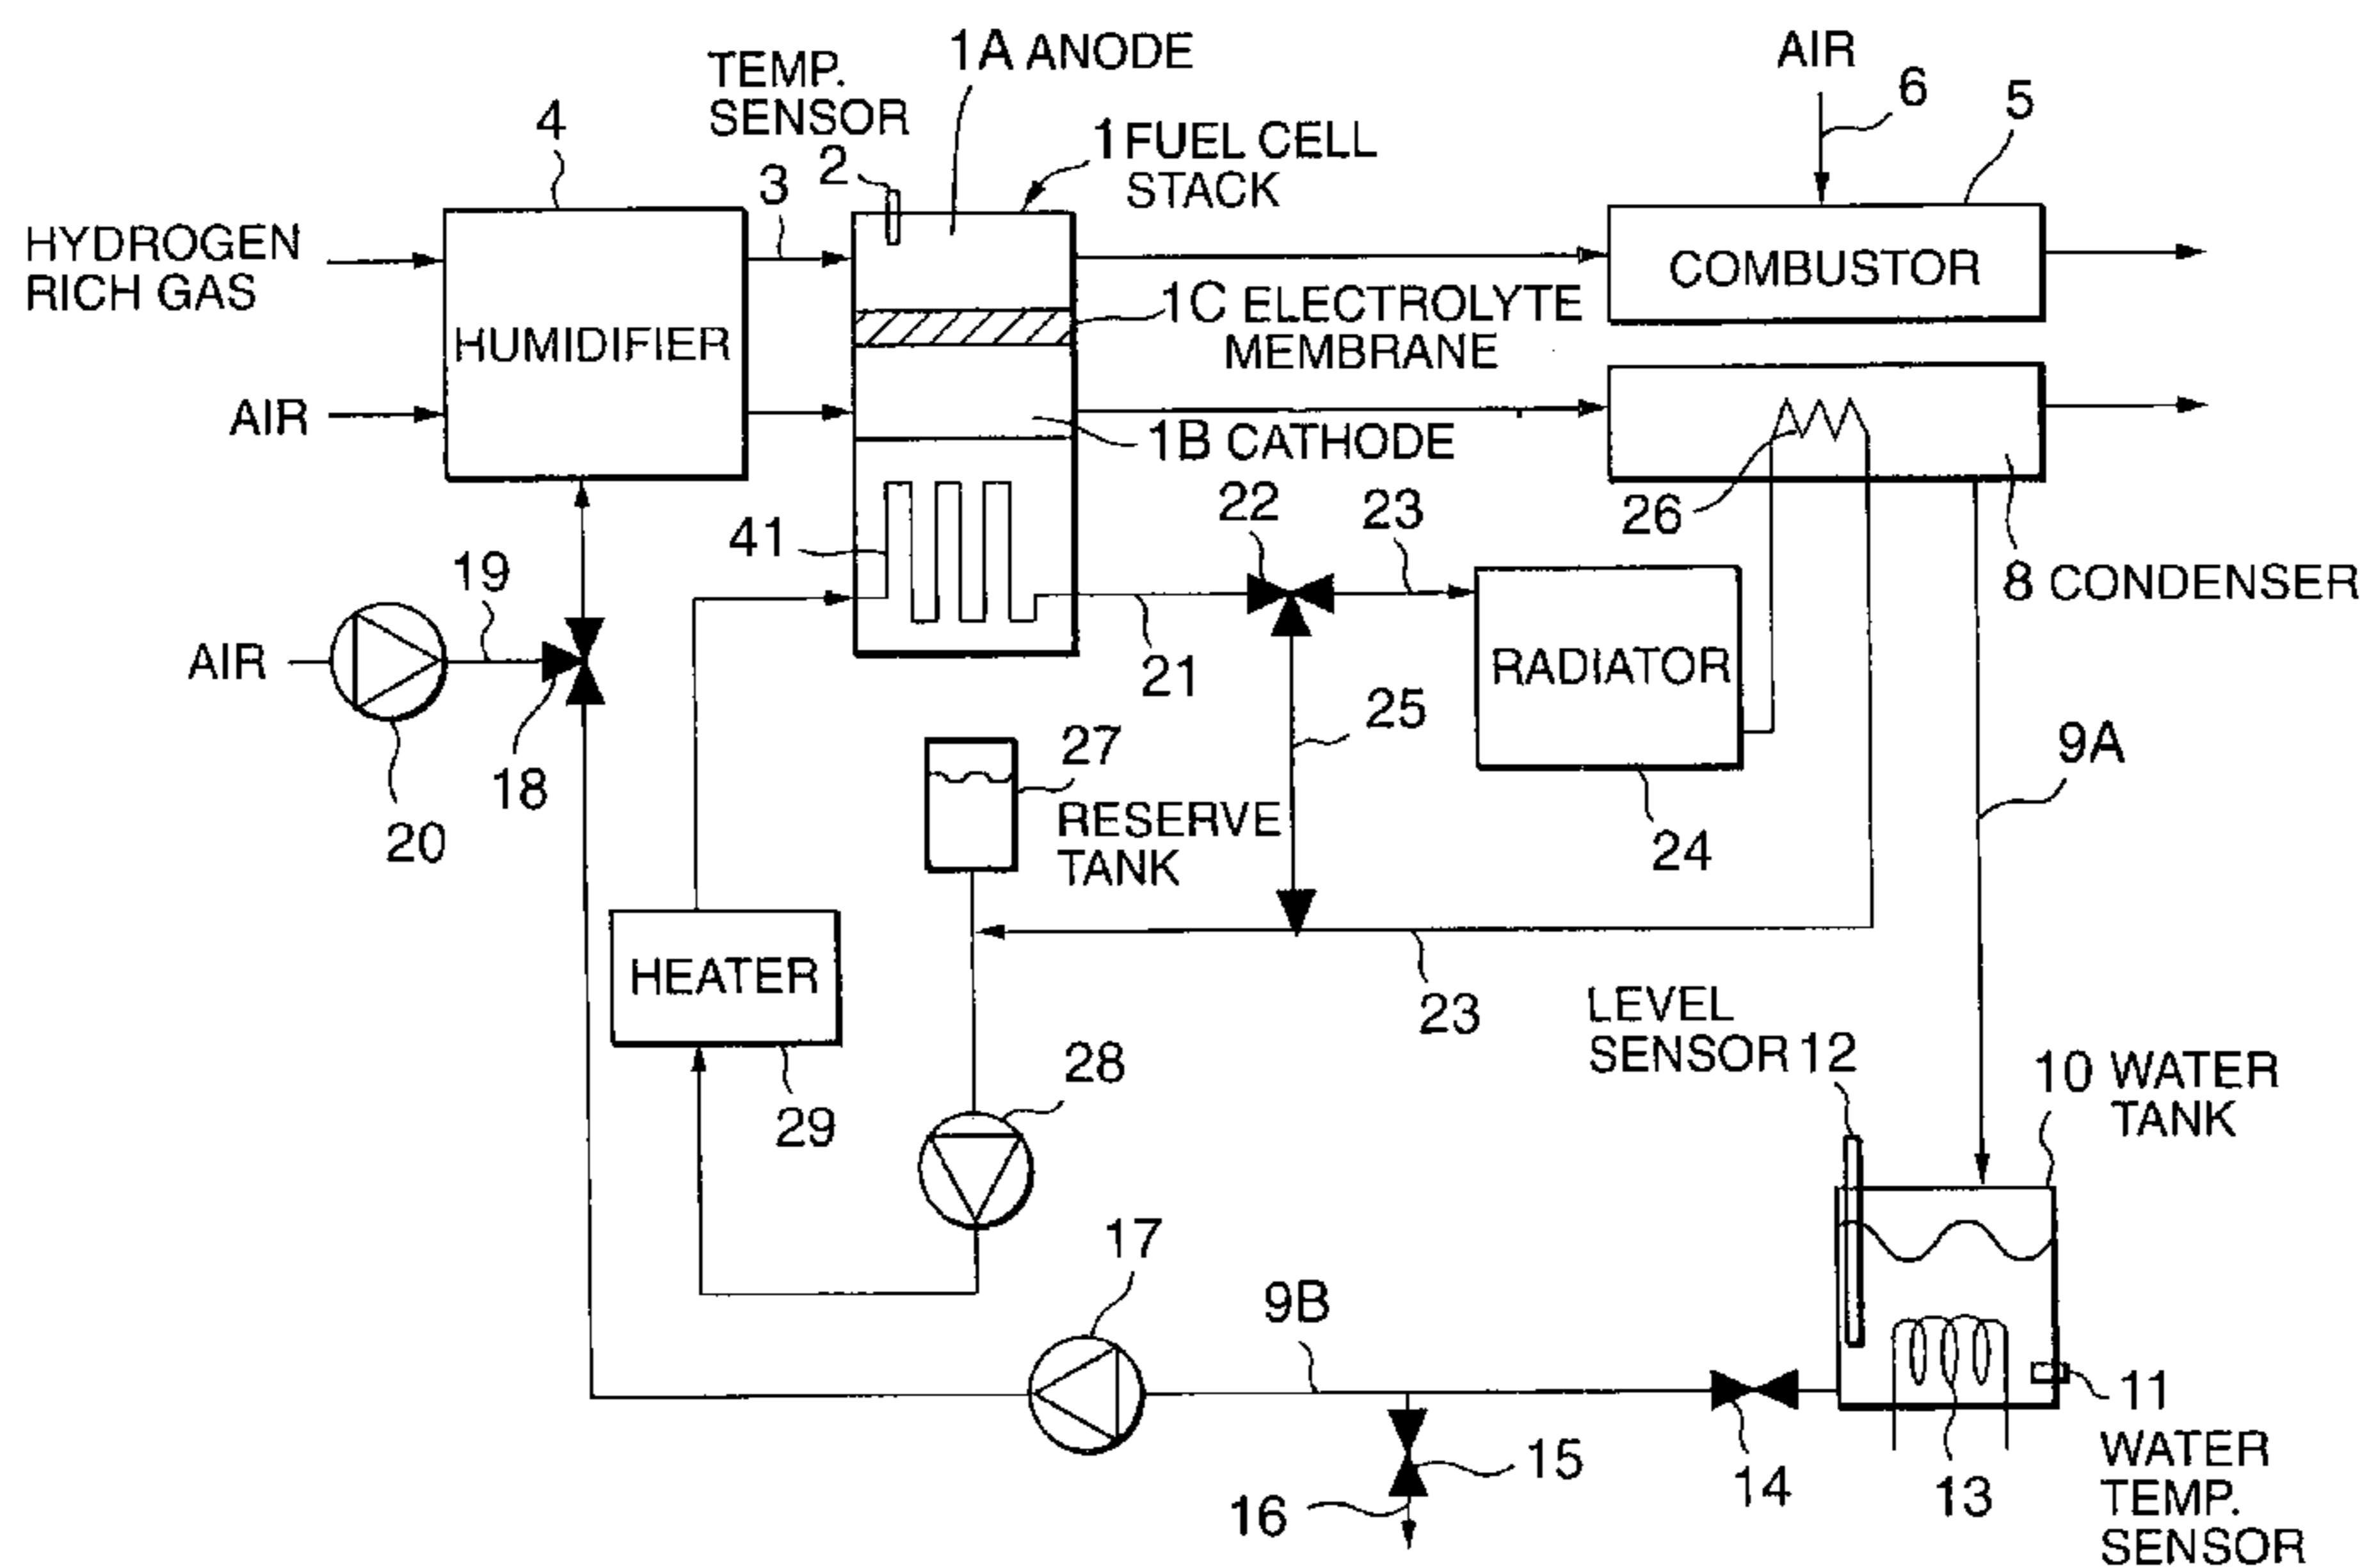 1A ANODE
TEMP.
SENSOR
2
AIR
6
5
4
3
1 FUEL CELL
STACK
HYDROGEN
RICH GAS
COMBUSTOR
1C ELECTROLYTE
MEMBRANE
HUMIDIFIER
AIR
1B CATHODE
26
22
23
41
8 CONDENSER
19
AIR
21
RADIATOR
25
27
9A
18
20
RESERVE
TANK
24
HEATER
23
LEVEL
SENSOR 12
28
10 WATER
TANK
29
17
9B
11
WATER
TEMP.
SENSOR
15
14
13
16